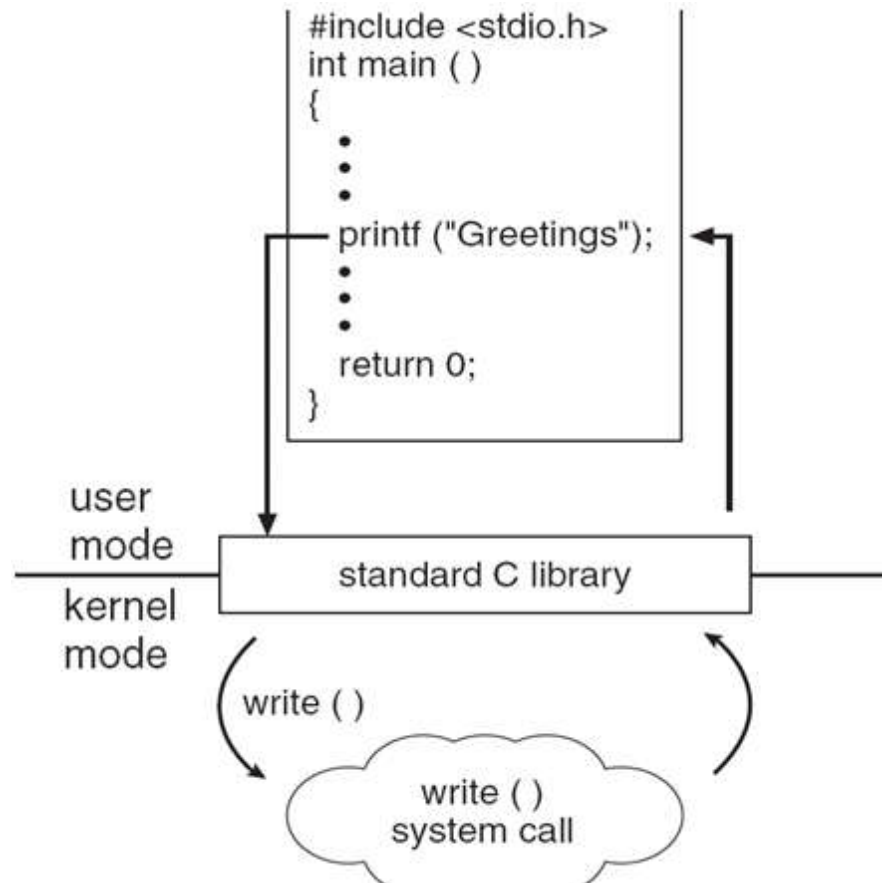 #include <stdio.h>
int main ( )
{
•
•
•
printf ("Greetings");
•
•
•
return 0;
}
user
mode
standard C library
kernel
mode
write ( )
write ( )
system call